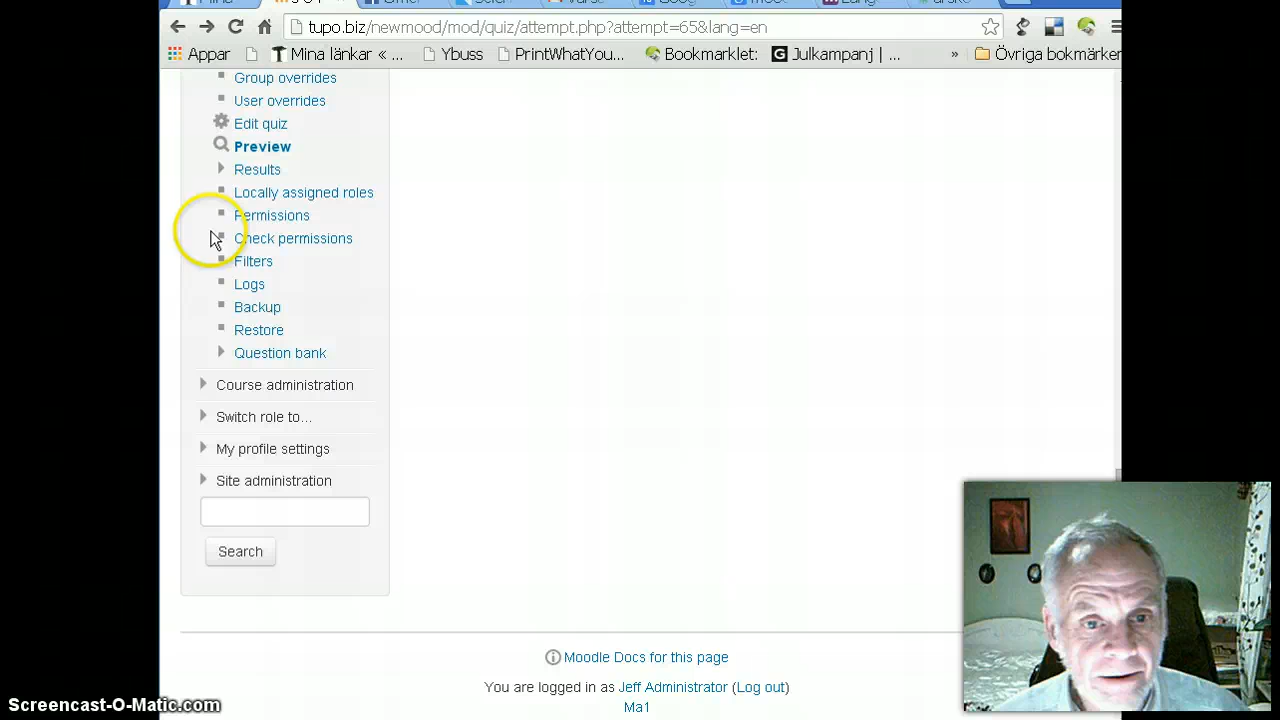 t.po.biz/newmood/mod/quiz/attempt.php?attempt=65&lang=en
Appar Mina länkar « ... Ybuss PrintWhatYou... Bookmarklet: Julkampanj | ... » Övriga bokmärken
Group overrides
User overrides
Edit quiz
Preview
Results
Locally assigned roles
Permissions
Check permissions
Filters
Logs
Backup
Restore
Question bank
Course administration
Switch role to...
My profile settings
Site administration
Search
Moodle Docs for this page
You are logged in as Jeff Administrator (Log out)
Ma1
Screencast-O-Matic.com